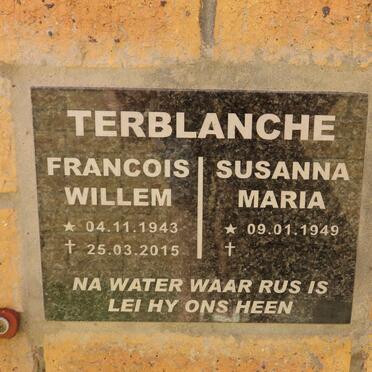 TERBLANCHE
FRANCOIS WILLEM
★ 04.11.1943
† 25.03.2015
SUSANNA MARIA
★ 09.01.1949
†
NA WATER WAAR RUS IS
LEI HY ONS HEEN